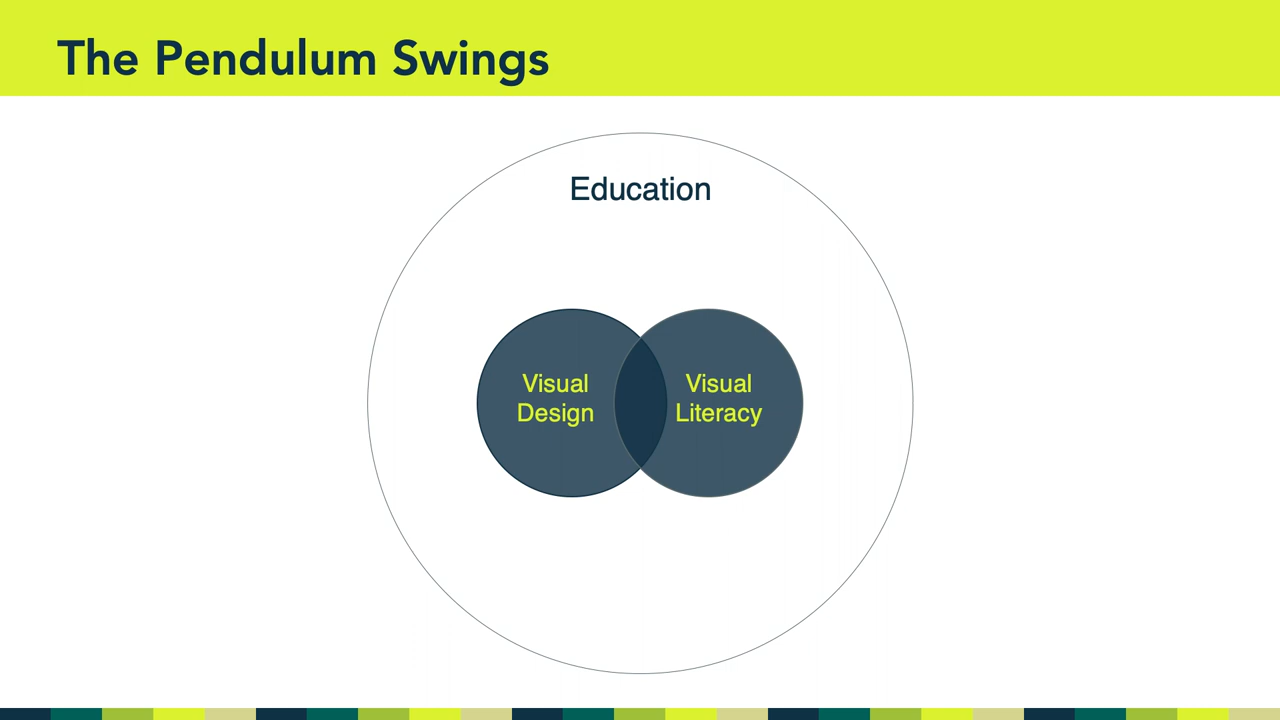 The Pendulum Swings
Education
Visual
Design
Visual
Literacy